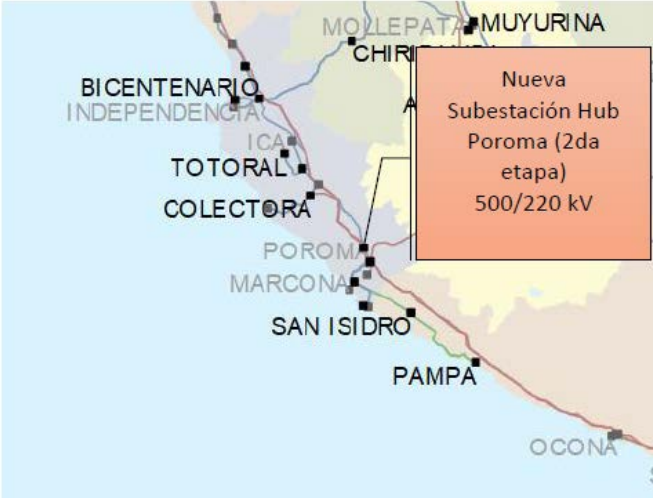 MOLLEPATA
MUYURINA
BICENTENARIO
INDEPENDENCIA
Nueva
Subestación Hub
Poroma (2da
etapa)
500/220 kV
ICA
TOTORAL
COLECTORA
POROMA
MARCONA
SAN ISIDRO
PAMPA
OCOÑA